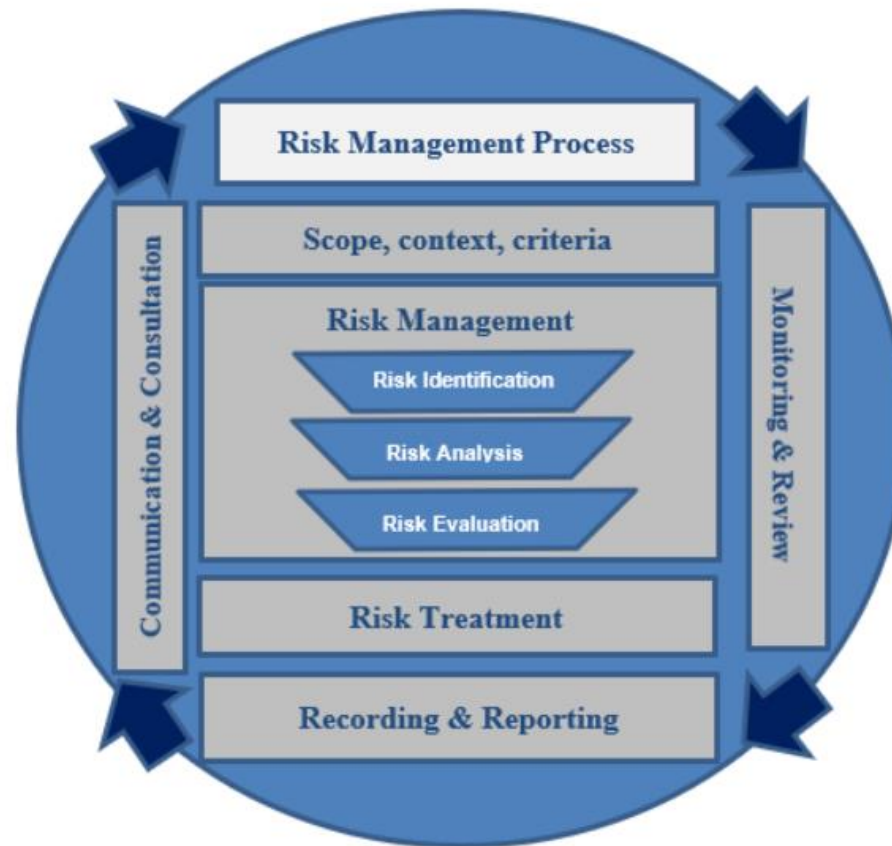 Risk Management Process
Scope, context, criteria
Communication & Consultation
Risk Management
Risk Identification
Risk Analysis
Risk Evaluation
Monitoring & Review
Risk Treatment
Recording & Reporting